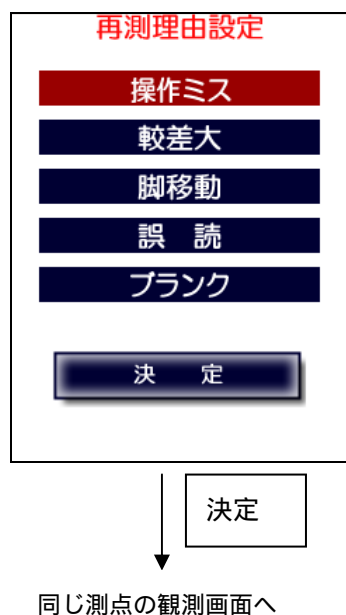 再測理由設定
操作ミス
較差大
脚移動
誤　読
ブランク
決　定
決定
同じ測点の観測画面へ